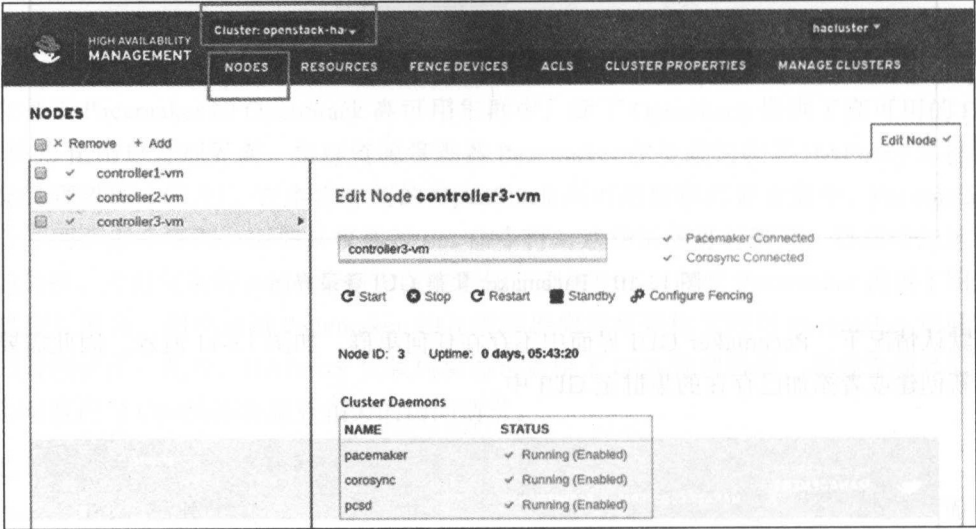 HIGH AVAILABILITY
MANAGEMENT
Cluster: openstack-ha
hacluster
NODES RESOURCES FENCE DEVICES ACLS CLUSTER PROPERTIES MANAGE CLUSTERS
NODES
× Remove + Add
Edit Node
controller1-vm
controller2-vm
controller3-vm
Edit Node controller3-vm
controller3-vm
Pacemaker Connected
Corosync Connected
Start Stop Restart Standby Configure Fencing
Node ID: 3 Uptime: 0 days, 05:43:20
Cluster Daemons
NAME STATUS
pacemaker Running (Enabled)
corosync Running (Enabled)
pcsd Running (Enabled)